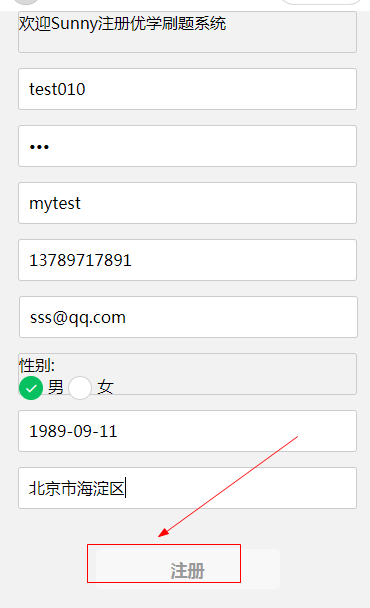 欢迎Sunny注册优学刷题系统
test010
•••
mytest
13789717891
sss@qq.com
性别:
男 女
1989-09-11
北京市海淀区
注册